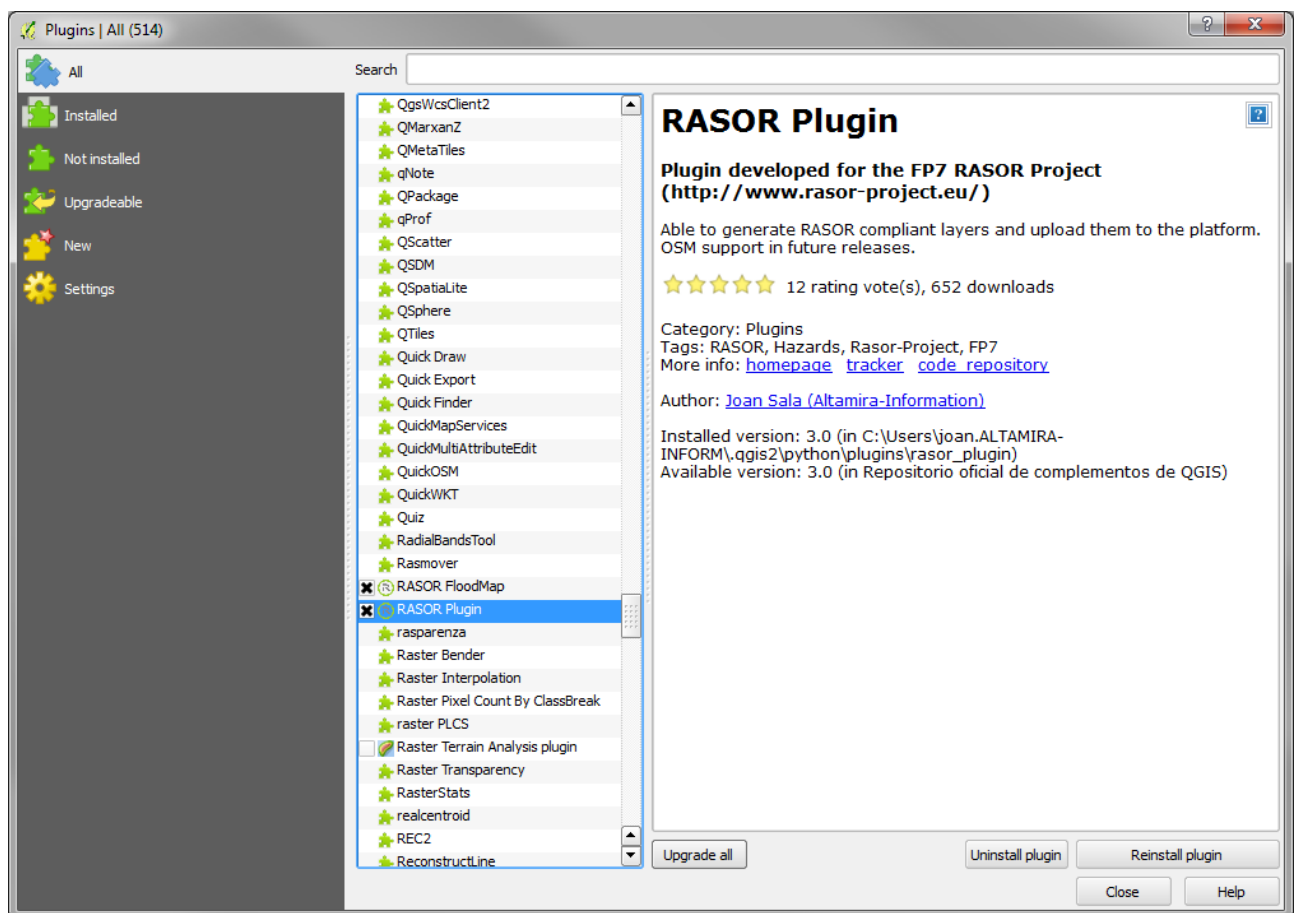 Plugins | All (514)
All
Installed
Not installed
Upgradeable
New
Settings
Search
QgsWcsClient2
QMarxanZ
QMetaTiles
qNote
QPackage
qProf
QScatter
QSDM
QSpatiaLite
QSphere
QTiles
Quick Draw
Quick Export
Quick Finder
QuickMapServices
QuickMultiAttributeEdit
QuickOSM
QuickWKT
Quiz
RadialBandsTool
Rasmover
RASOR FloodMap
RASOR Plugin
rasparenza
Raster Bender
Raster Interpolation
Raster Pixel Count By ClassBreak
raster PLCS
Raster Terrain Analysis plugin
Raster Transparency
RasterStats
realcentroid
REC2
ReconstructLine
RASOR Plugin
Plugin developed for the FP7 RASOR Project
(http://www.rasor-project.eu/)
Able to generate RASOR compliant layers and upload them to the platform.
OSM support in future releases.
12 rating vote(s), 652 downloads
Category: Plugins
Tags: RASOR, Hazards, Rasor-Project, FP7
More info: homepage tracker code_repository
Author: Joan Sala (Altamira-Information)
Installed version: 3.0 (in C:\Users\joan.ALTAMIRA-
INFORM\.qgis2\python\plugins\rasor_plugin)
Available version: 3.0 (in Repositorio oficial de complementos de QGIS)
Upgrade all
Uninstall plugin
Reinstall plugin
Close
Help